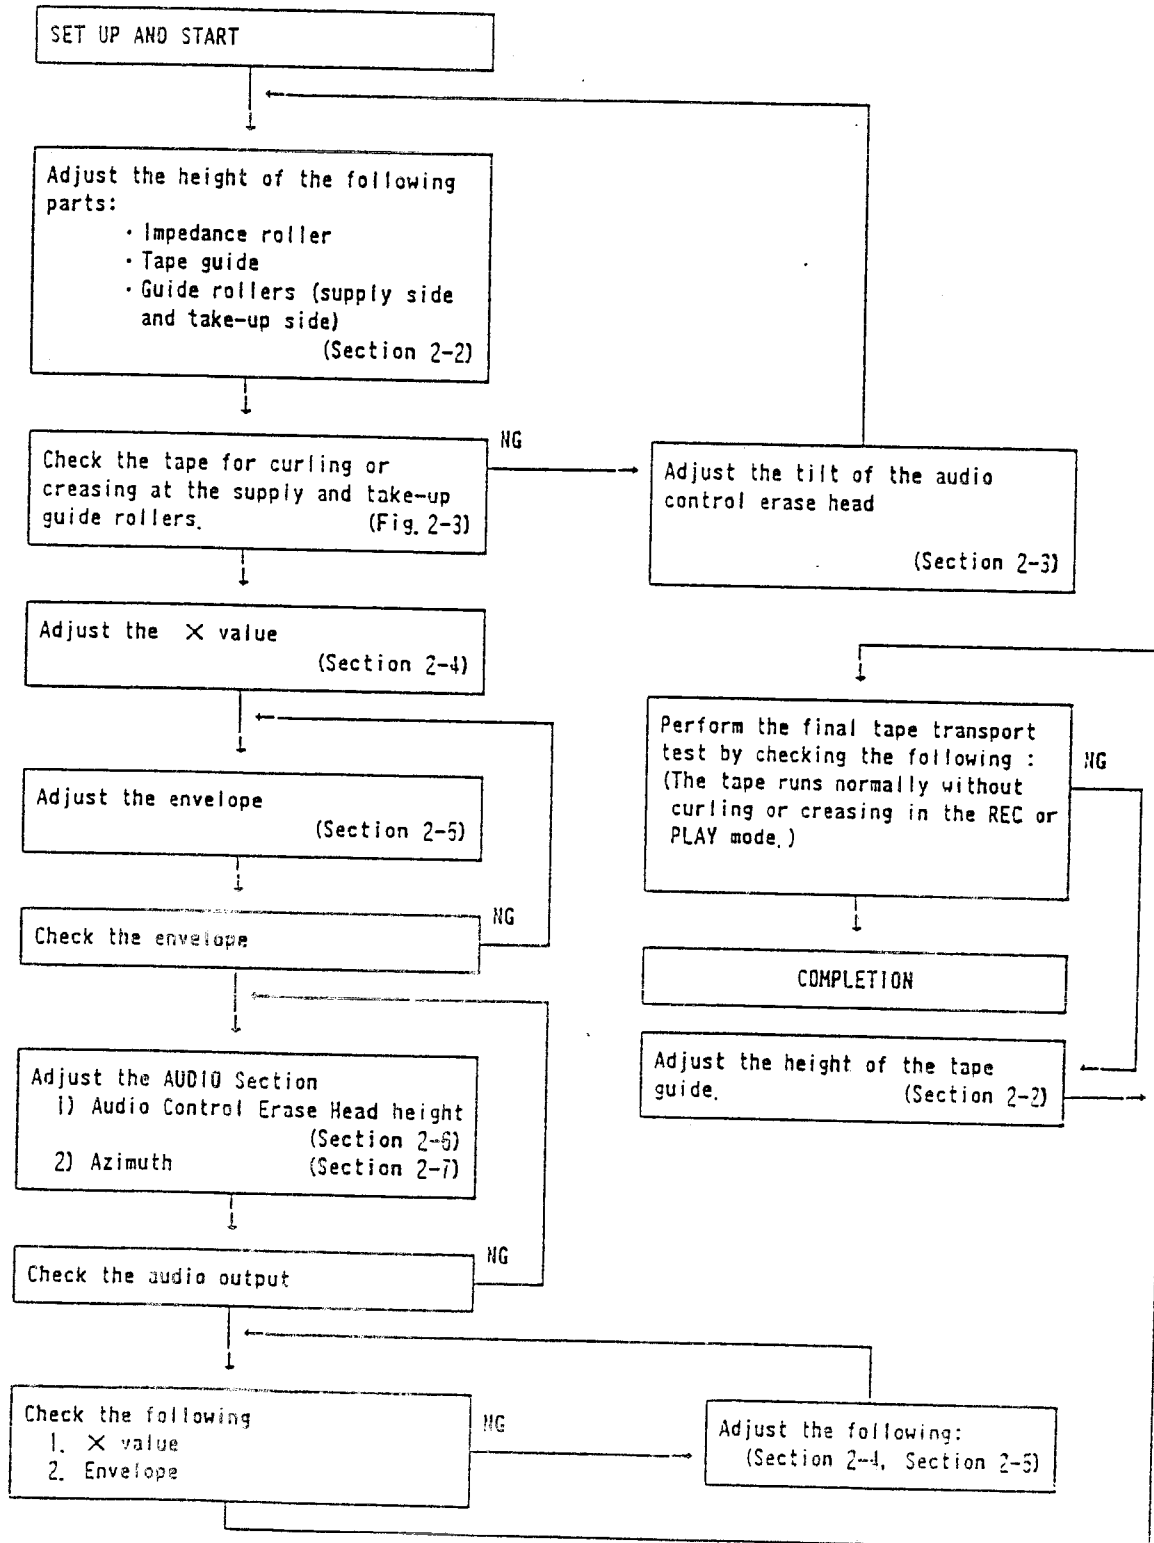 SET UP AND START
Adjust the height of the following
parts:
・Impedance roller
・Tape guide
・Guide rollers (supply side
and take-up side)
(Section 2-2)
Check the tape for curling or
creasing at the supply and take-up
guide rollers. (Fig. 2-3)
NG
Adjust the tilt of the audio
control erase head
(Section 2-3)
Adjust the X value
(Section 2-4)
Adjust the envelope
(Section 2-5)
Check the envelope
NG
Adjust the AUDIO Section
1) Audio Control Erase Head height
(Section 2-6)
2) Azimuth (Section 2-7)
Check the audio output
NG
Check the following
1. X value
2. Envelope
NG
Adjust the following:
(Section 2-4, Section 2-5)
Perform the final tape transport
test by checking the following :
(The tape runs normally without
curling or creasing in the REC or
PLAY mode.)
NG
COMPLETION
Adjust the height of the tape
guide. (Section 2-2)